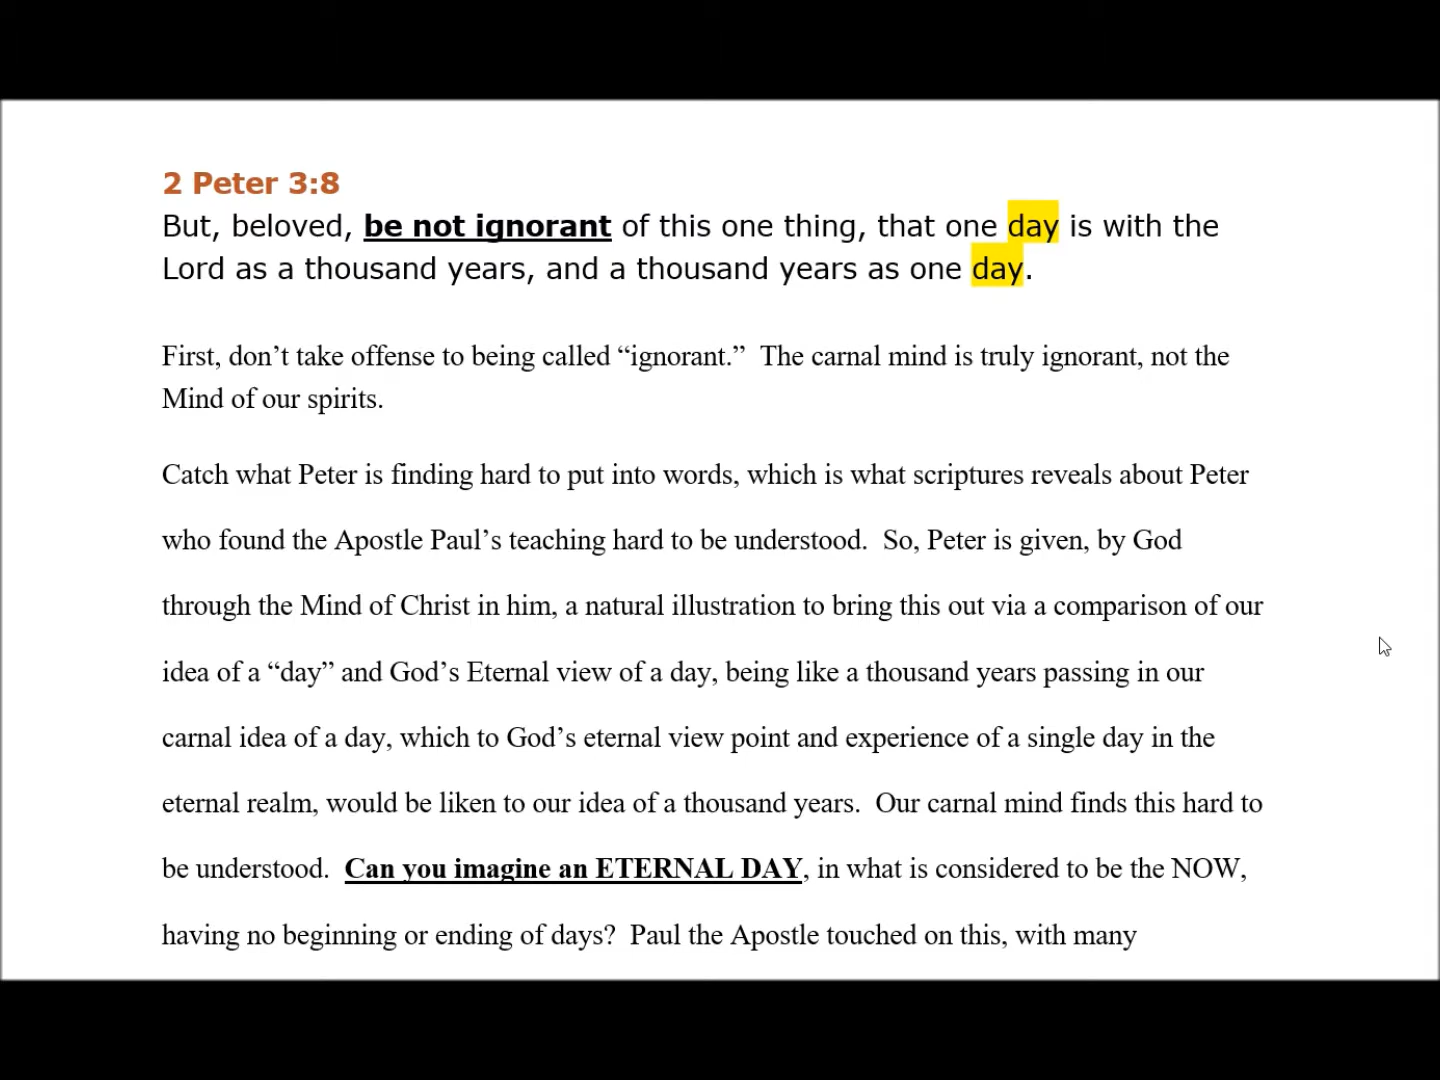 2 Peter 3:8
But, beloved, be not ignorant of this one thing, that one day is with the
Lord as a thousand years, and a thousand years as one day.
First, don’t take offense to being called “ignorant.”  The carnal mind is truly ignorant, not the
Mind of our spirits.
Catch what Peter is finding hard to put into words, which is what scriptures reveals about Peter
who found the Apostle Paul’s teaching hard to be understood.  So, Peter is given, by God
through the Mind of Christ in him, a natural illustration to bring this out via a comparison of our
idea of a “day” and God’s Eternal view of a day, being like a thousand years passing in our
carnal idea of a day, which to God’s eternal view point and experience of a single day in the
eternal realm, would be liken to our idea of a thousand years.  Our carnal mind finds this hard to
be understood.  Can you imagine an ETERNAL DAY, in what is considered to be the NOW,
having no beginning or ending of days?  Paul the Apostle touched on this, with many